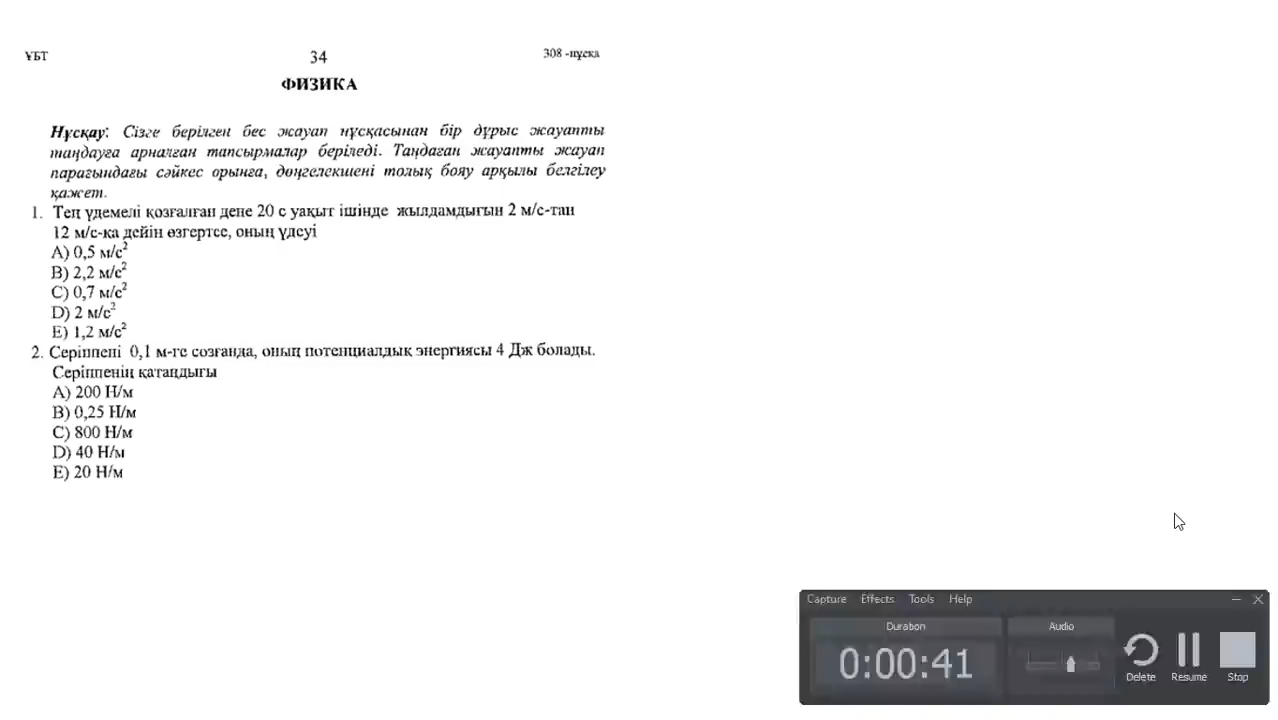 ҰБТ 34 308 -нұсқа
ФИЗИКА
Нұсқау: Сізге берілген бес жауап нұсқасынан бір дұрыс жауапты
таңдауға арналған тапсырмалар беріледі. Таңдаған жауапты жауап
парағындағы сәйкес орынға, дөңгелекшені толық бояу арқылы белгілеу
қажет.
1. Тең үдемелі қозғалған дене 20 с уақыт ішінде жылдамдығын 2 м/с-тан
12 м/с-қа дейін өзгертсе, оның үдеуі
A) 0,5 м/с²
B) 2,2 м/с²
C) 0,7 м/с²
D) 2 м/с²
E) 1,2 м/с²
2. Серіппені 0,1 м-ге созғанда, оның потенциалдық энергиясы 4 Дж болады.
Серіппенің қатаңдығы
A) 200 Н/м
B) 0,25 Н/м
C) 800 Н/м
D) 40 Н/м
E) 20 Н/м
Capture Effects Tools Help
Duration Audio
0:00:41
Delete Resume Stop